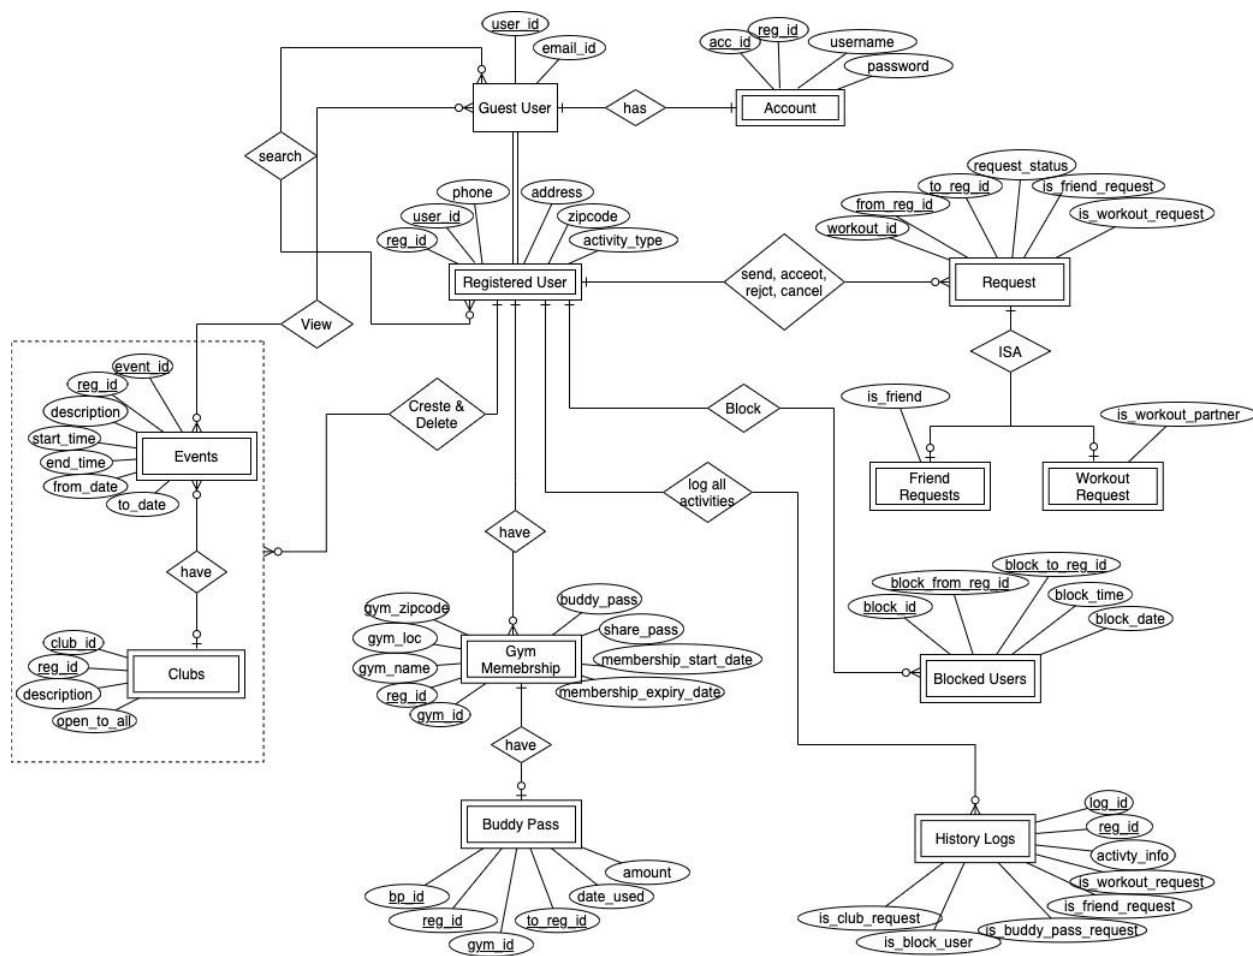 user_id
email_id
Guest User
has
acc_id
reg_id
username
password
Account
search
phone
address
user_id
zipcode
reg_id
activity_type
Registered User
send, acceot,
rejct, cancel
request_status
to_reg_id
is_friend_request
from_reg_id
is_workout_request
workout_id
Request
ISA
is_friend
is_workout_partner
Friend
Requests
Workout
Request
View
event_id
reg_id
description
start_time
end_time
from_date
to_date
Events
have
club_id
reg_id
description
open_to_all
Clubs
Creste &
Delete
Block
log all
activities
have
gym_zipcode
buddy_pass
gym_loc
share_pass
gym_name
membership_start_date
reg_id
membership_expiry_date
gym_id
Gym
Memebrship
have
Buddy Pass
bp_id
reg_id
gym_id
to_reg_id
date_used
amount
block_to_reg_id
block_from_reg_id
block_time
block_id
block_date
Blocked Users
log_id
reg_id
activty_info
is_workout_request
is_friend_request
is_buddy_pass_request
is_block_user
is_club_request
History Logs